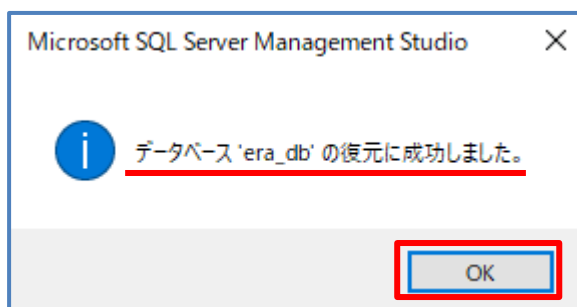 Microsoft SQL Server Management Studio
データベース 'era_db' の復元に成功しました。
OK